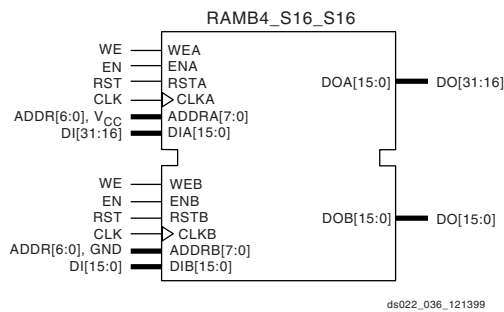 RAMB4_S16_S16
WE WEA
EN ENA
RST RSTA DOA[15:0] DO[31:16]
CLK CLKA
ADDR[6:0], VCC ADDRA[7:0]
DI[31:16] DIA[15:0]
WE WEB
EN ENB
RST RSTB DOB[15:0] DO[15:0]
CLK CLKB
ADDR[6:0], GND ADDRB[7:0]
DI[15:0] DIB[15:0]
ds022_036_121399